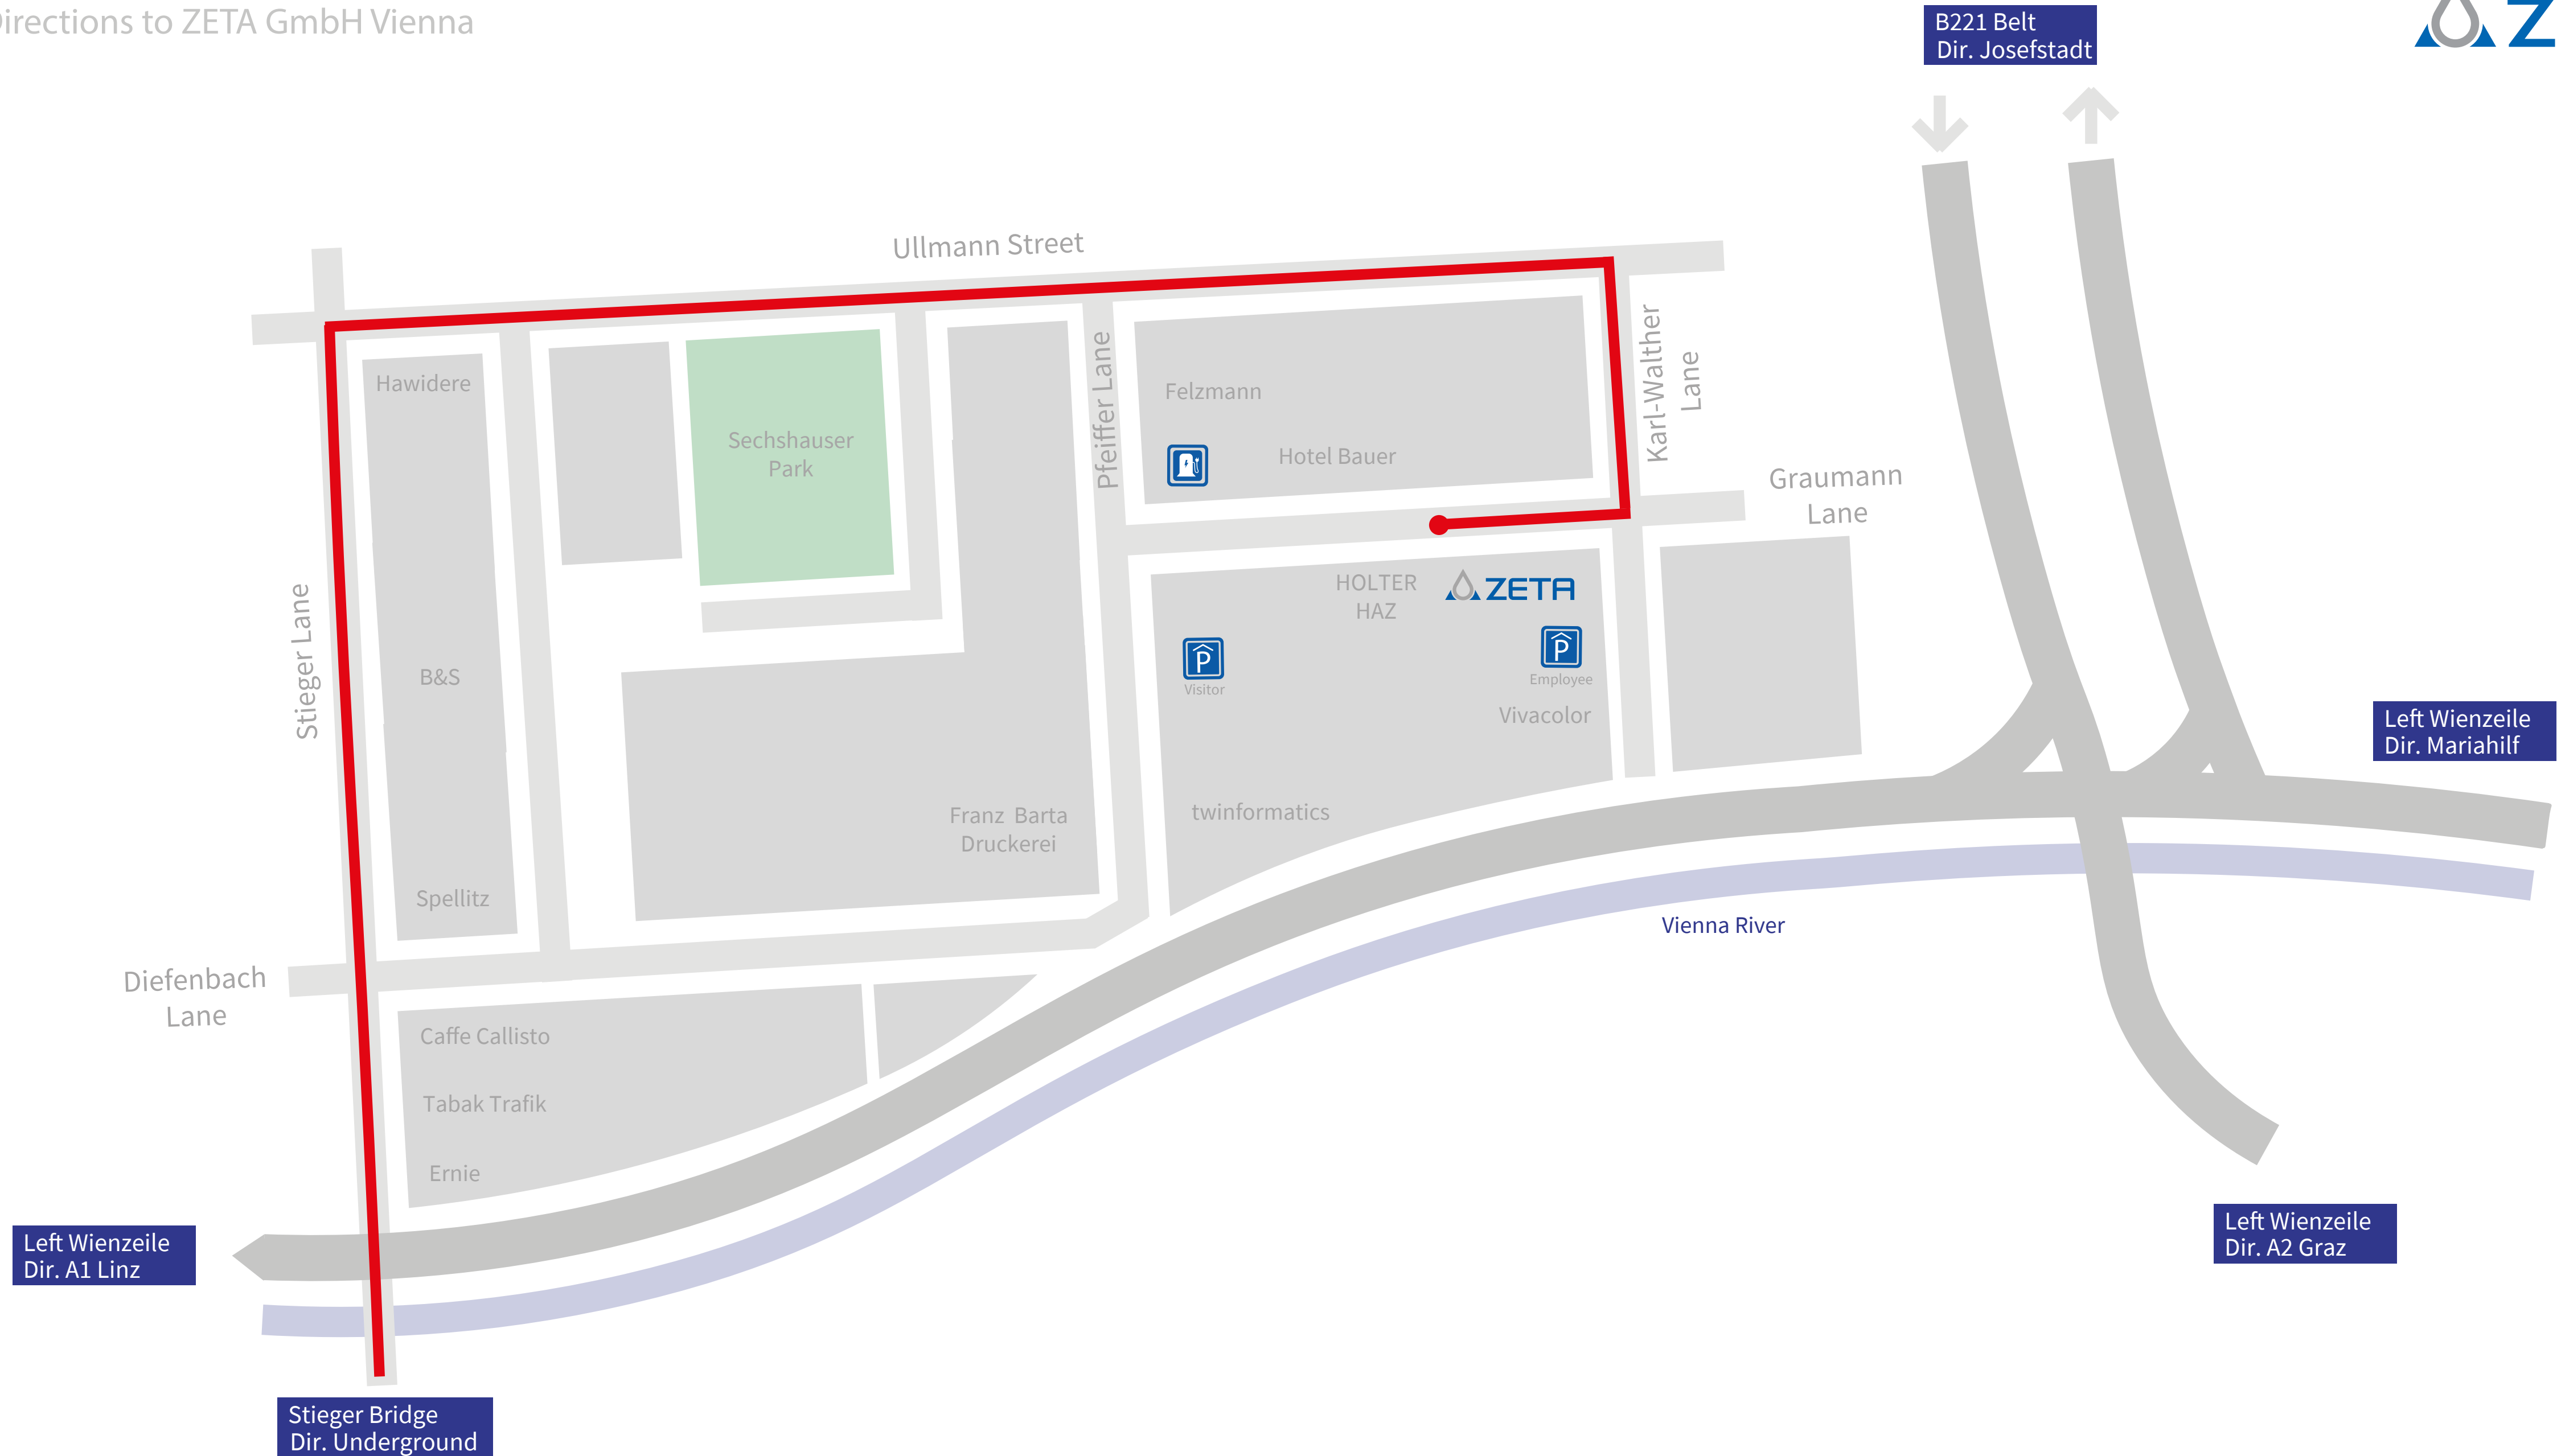 irections to ZETA GmbH Vienna
B221 Belt
Dir. Josefstadt
Z
Ullmann Street
Hawidere
Sechshauser
Park
Pfeiffer Lane
Felzmann
Hotel Bauer
Karl-Walther
Lane
Graumann
Lane
HOLTER
HAZ
ZETA
P
Visitor
P
Employee
Vivacolor
Stieger Lane
B&S
Left Wienzeile
Dir. Mariahilf
Franz Barta
Druckerei
twinformatics
Spellitz
Vienna River
Diefenbach
Lane
Caffe Callisto
Tabak Trafik
Ernie
Left Wienzeile
Dir. A1 Linz
Left Wienzeile
Dir. A2 Graz
Stieger Bridge
Dir. Underground